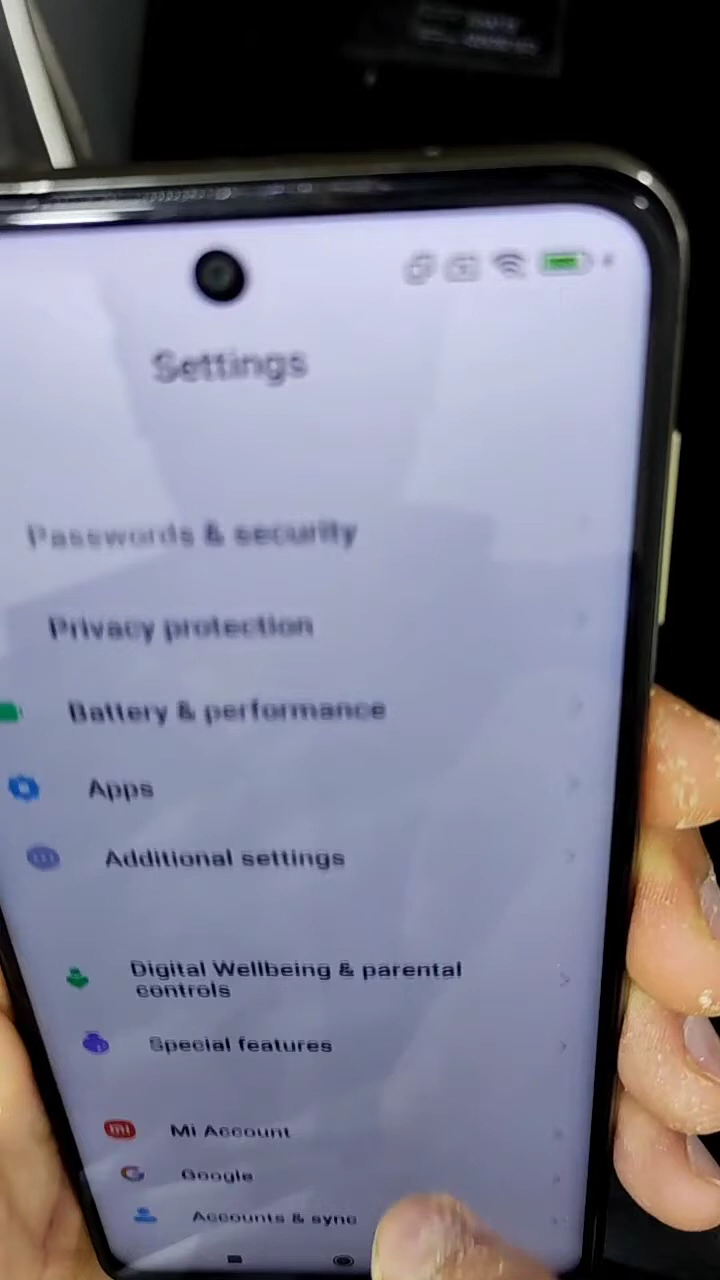 Settings
Passwords & security
Privacy protection
Battery & performance
Apps
Additional settings
Digital Wellbeing & parental
controls
Special features
mi
Mi Account
Google
Accounts & sync